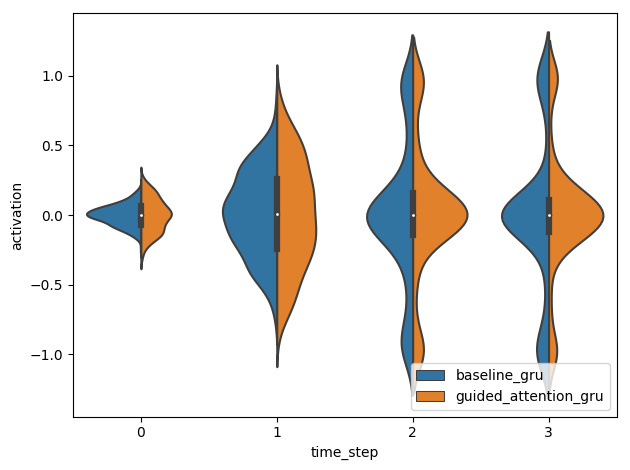 1.0
0.5
0.0
−0.5
−1.0
activation
0
1
2
3
time_step
baseline_gru
guided_attention_gru